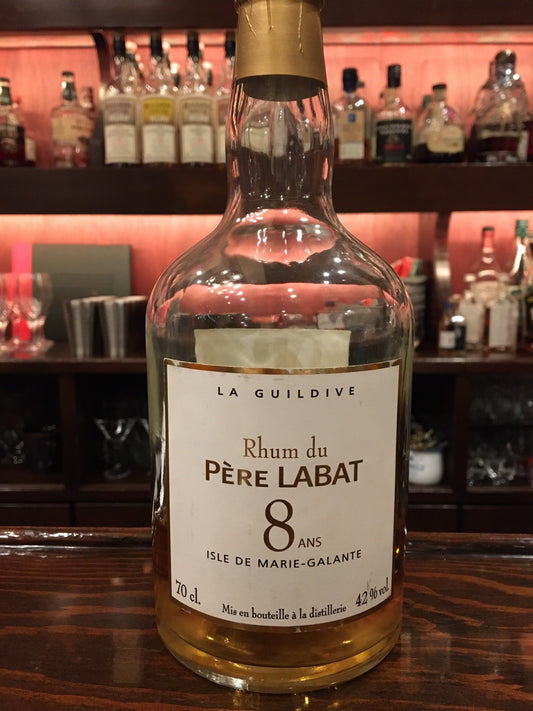 LA GUILDIVE
Rhum du
PÈRE LABAT
8 ANS
ISLE DE MARIE-GALANTE
70 cl.
Mis en bouteille à la distillerie
42 % vol.